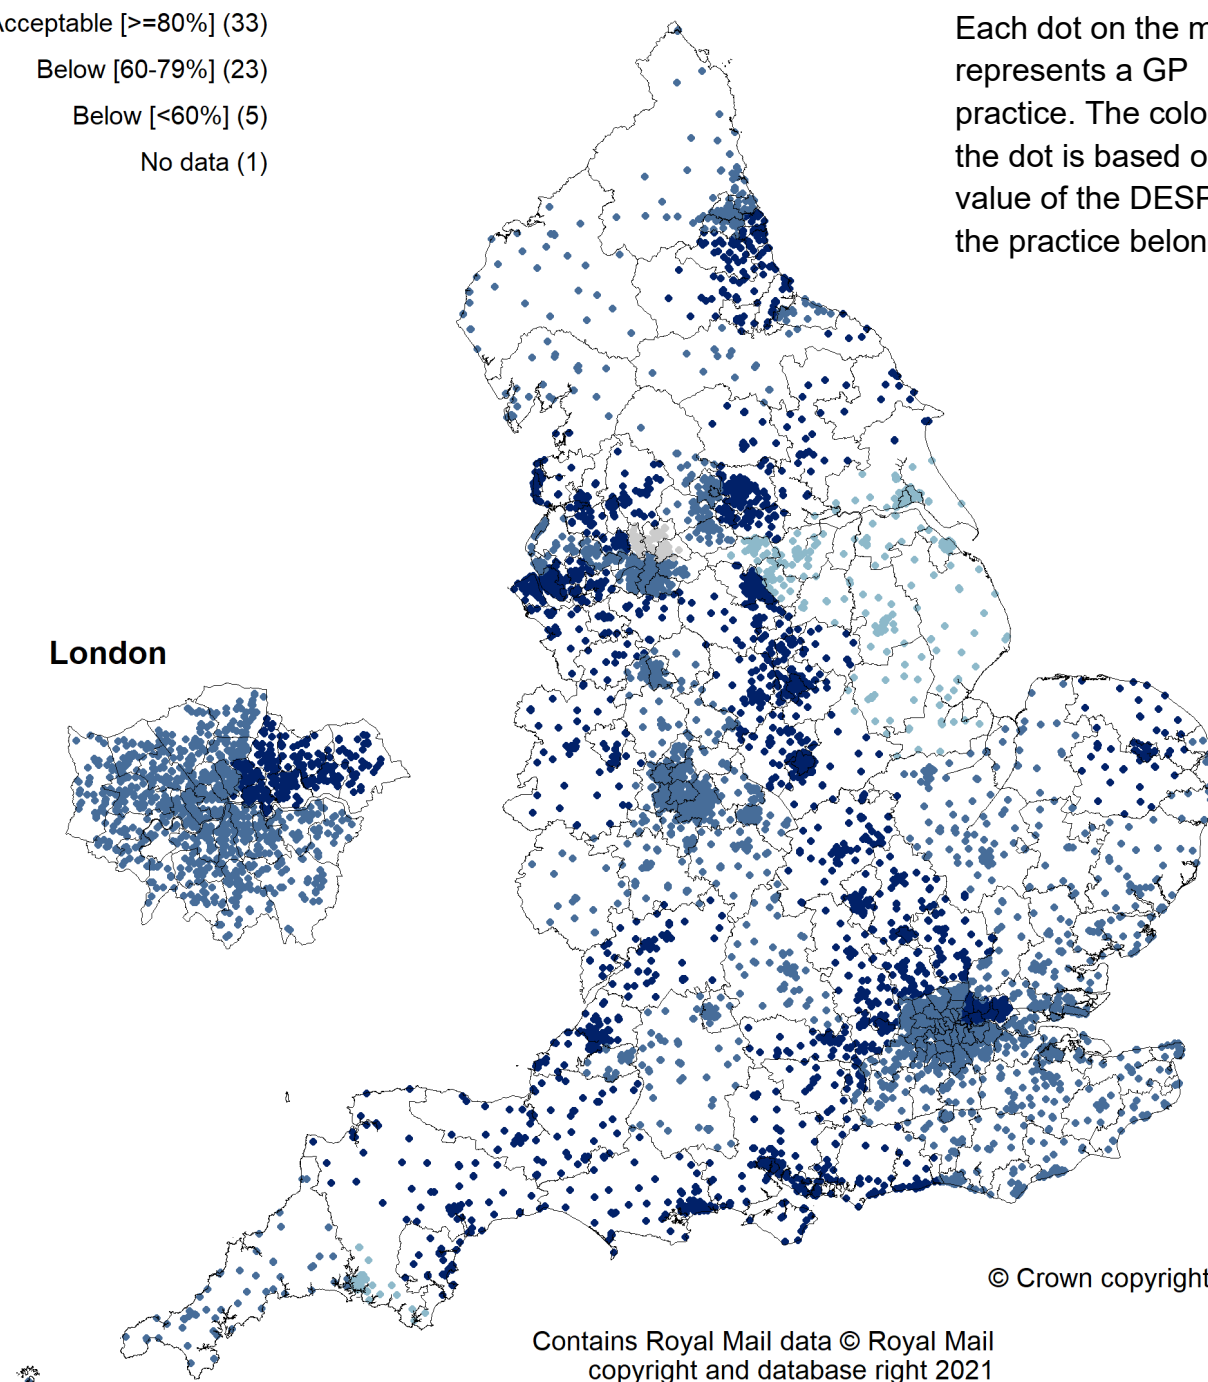 Acceptable [>=80%] (33)
Below [60-79%] (23)
Below [<60%] (5)
No data (1)
Each dot on the m
represents a GP
practice. The colo
the dot is based o
value of the DESP
the practice belon
London
© Crown copyright
Contains Royal Mail data © Royal Mail
copyright and database right 2021